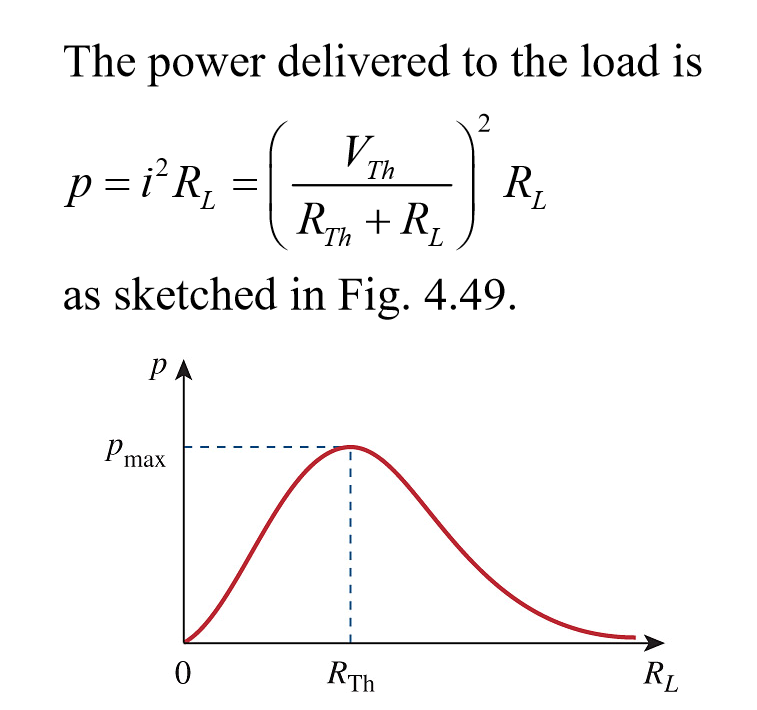 The power delivered to the load is
p = i²R_L = (V_Th / (R_Th + R_L))² R_L
as sketched in Fig. 4.49.
p
p_max
0 R_Th R_L